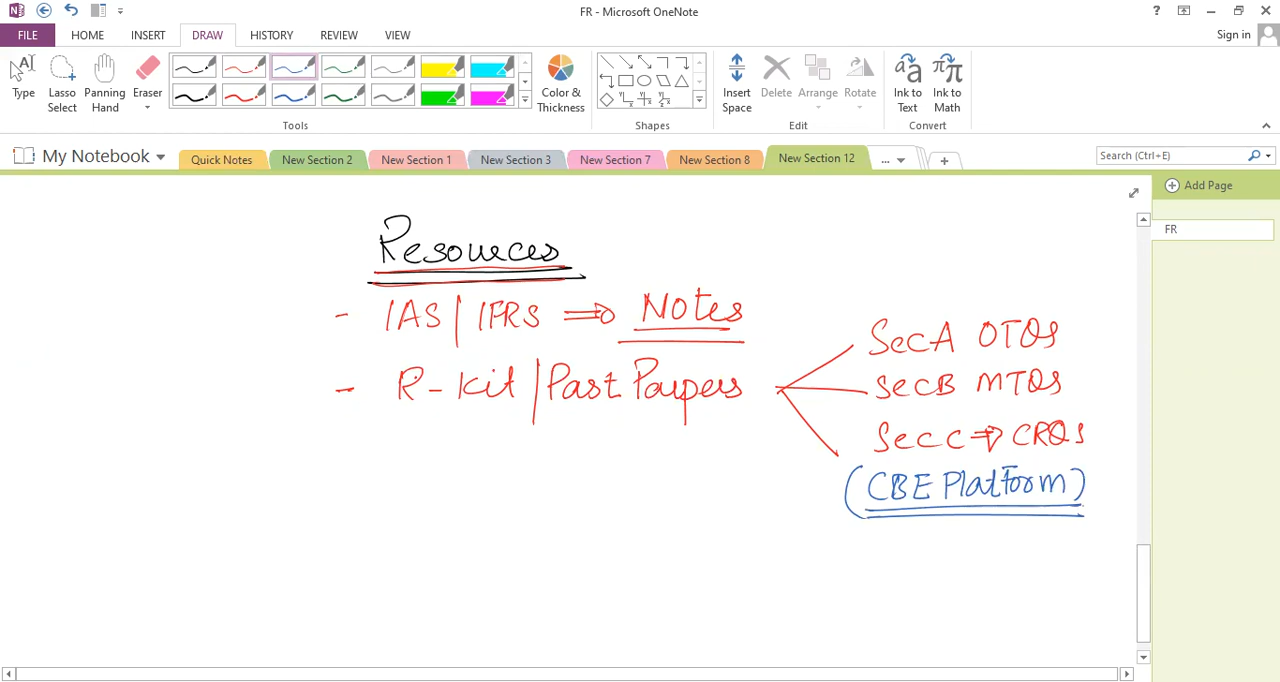 FR - Microsoft OneNote
FILE HOME INSERT DRAW HISTORY REVIEW VIEW Sign in
Type Lasso Select Panning Hand Eraser Color & Thickness Insert Space Delete Arrange Rotate Ink to Text Ink to Math
Tools Shapes Edit Convert
My Notebook Quick Notes New Section 2 New Section 1 New Section 3 New Section 7 New Section 8 New Section 12 ... Search (Ctrl+E)
Add Page
FR
Resources
- IAS | IFRS ⇒ Notes
- R-Kit | Past Parpers
SecA OTQS
SecB MTQS
SecC ⇒ CRQS
(CBE Platform)